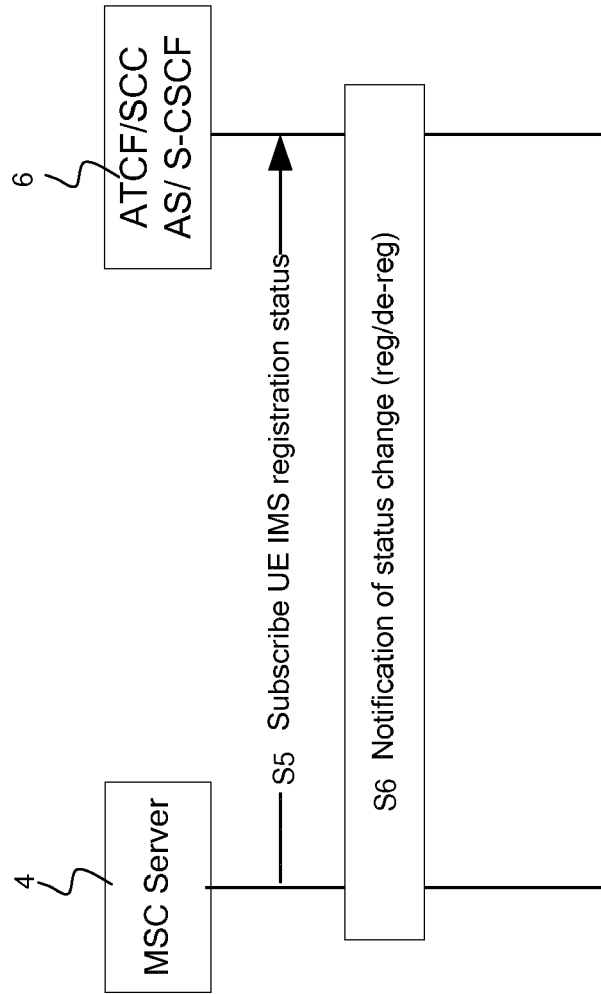 4
MSC Server
6
ATCF/SCC
AS/ S-CSCF
S5 Subscribe UE IMS registration status
S6 Notification of status change (reg/de-reg)